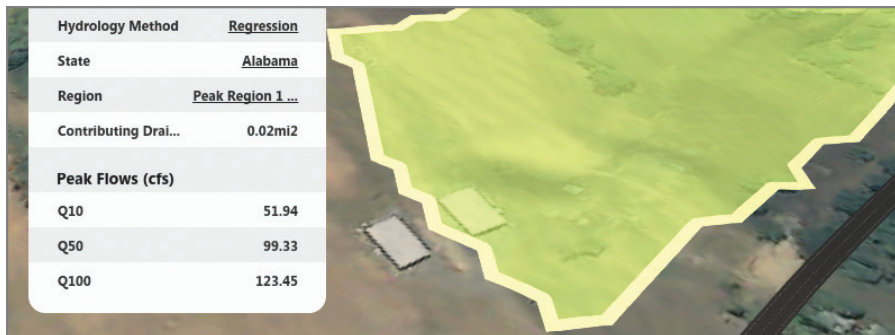 Hydrology Method Regression
State Alabama
Region Peak Region 1 ...
Contributing Drai... 0.02mi2
Peak Flows (cfs)
Q10 51.94
Q50 99.33
Q100 123.45